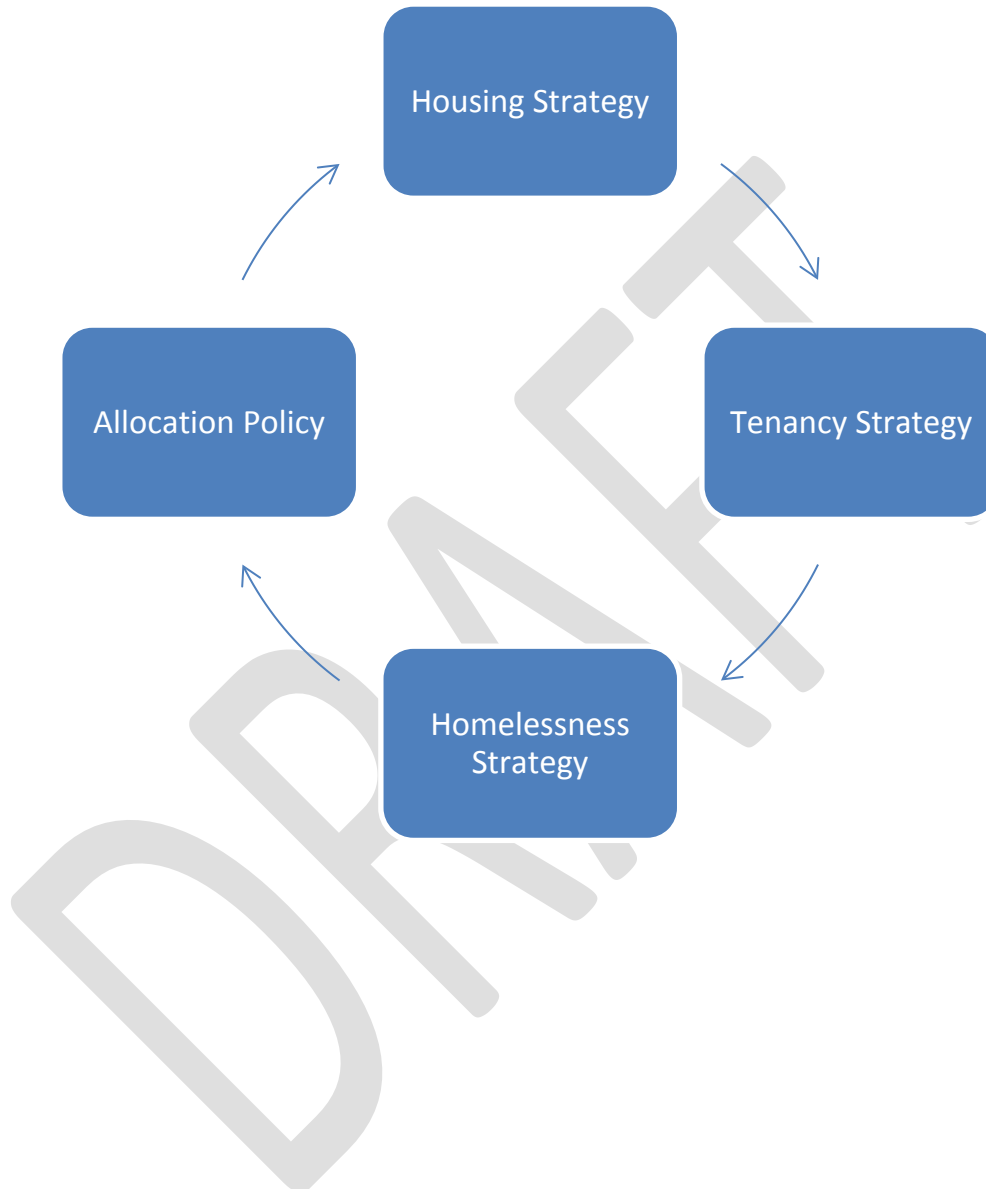 Housing Strategy
Allocation Policy
Tenancy Strategy
Homelessness
Strategy
DRAFT